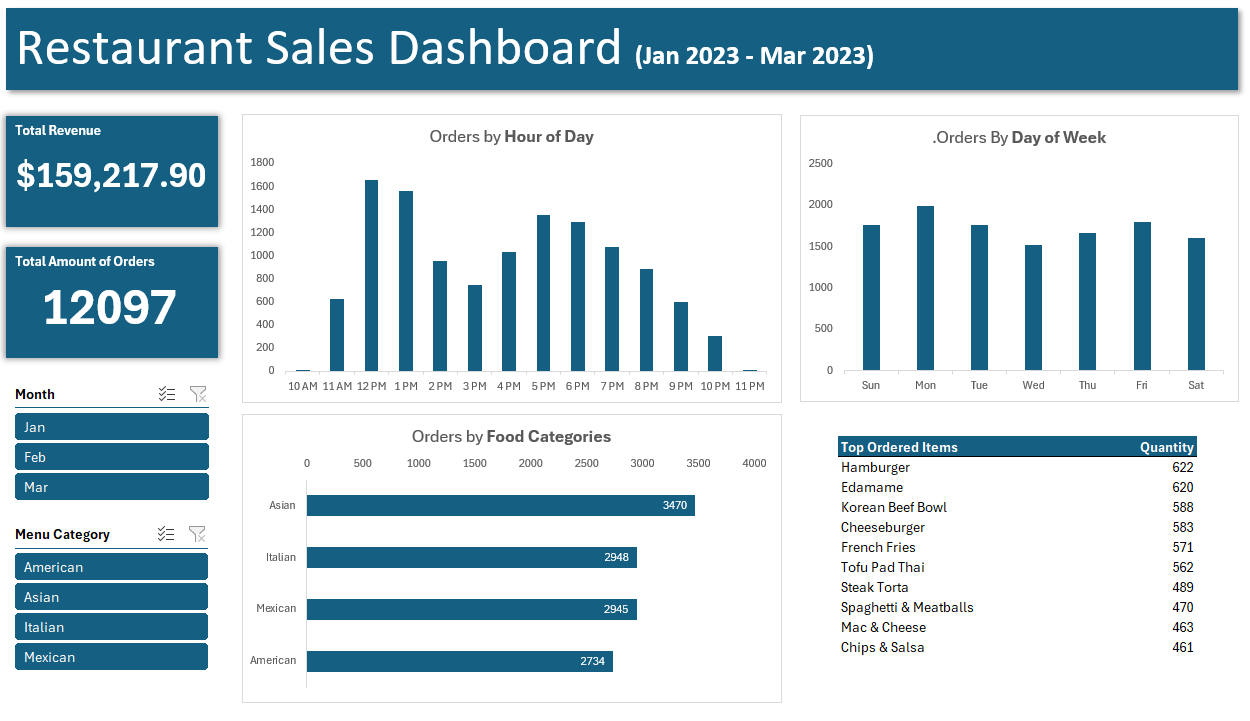 Restaurant Sales Dashboard (Jan 2023 - Mar 2023)
Total Revenue
$159,217.90
Total Amount of Orders
12097
Month
Jan
Feb
Mar
Menu Category
American
Asian
Italian
Mexican
Orders by Hour of Day
1800
1600
1400
1200
1000
800
600
400
200
0
10 AM 11 AM 12 PM 1 PM 2 PM 3 PM 4 PM 5 PM 6 PM 7 PM 8 PM 9 PM 10 PM 11 PM
.Orders By Day of Week
2500
2000
1500
1000
500
0
Sun Mon Tue Wed Thu Fri Sat
Orders by Food Categories
0 500 1000 1500 2000 2500 3000 3500 4000
Asian 3470
Italian 2948
Mexican 2945
American 2734
Top Ordered Items Quantity
Hamburger 622
Edamame 620
Korean Beef Bowl 588
Cheeseburger 583
French Fries 571
Tofu Pad Thai 562
Steak Torta 489
Spaghetti & Meatballs 470
Mac & Cheese 463
Chips & Salsa 461